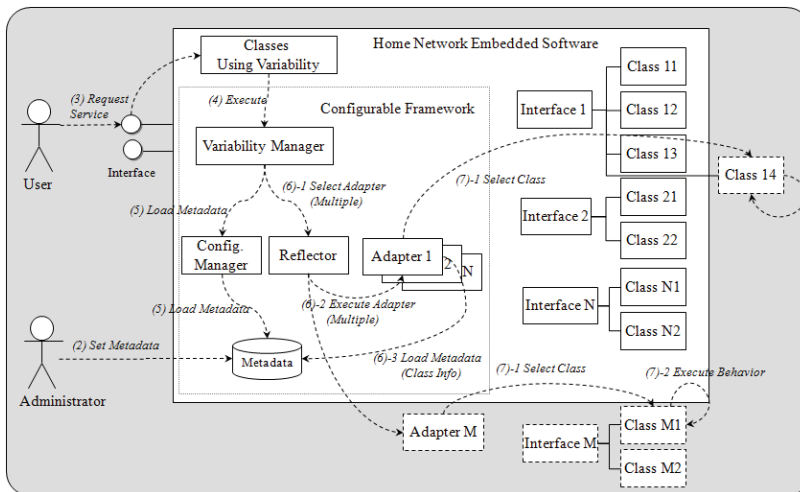 Classes
Using Variability
Home Network Embedded Software
(3) Request
Service
(4) Execute
Configurable Framework
Variability Manager
Interface
User
(5) Load Metadata
(6)-1 Select Adapter
(Multiple)
(7)-1 Select Class
Config.
Manager
Reflector
Adapter 1
2
N
(5) Load Metadata
(6)-2 Execute Adapter
(Multiple)
(2) Set Metadata
Metadata
(6)-3 Load Metadata
(Class Info)
Administrator
Interface 1
Class 11
Class 12
Class 13
Class 14
Interface 2
Class 21
Class 22
Interface N
Class N1
Class N2
(7)-1 Select Class
(7)-2 Execute Behavior
Adapter M
Interface M
Class M1
Class M2